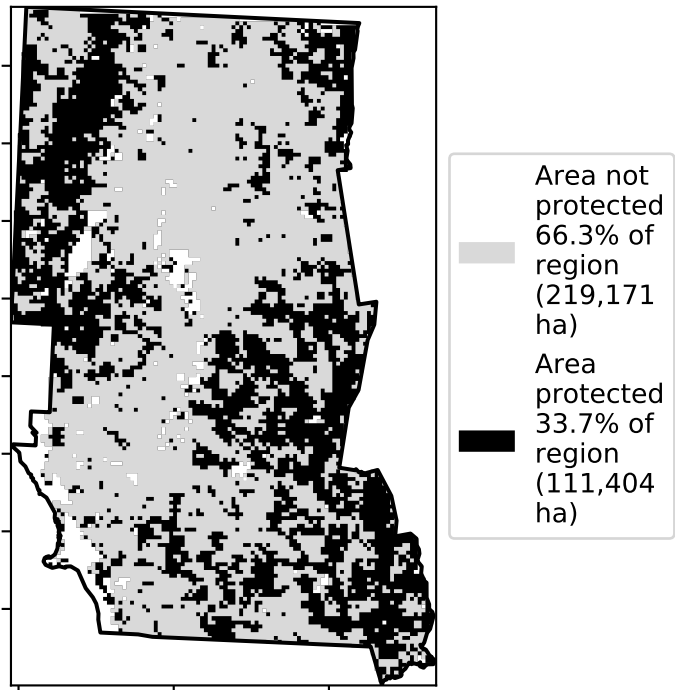 Area not
protected
66.3% of
region
(219,171
ha)
Area
protected
33.7% of
region
(111,404
ha)